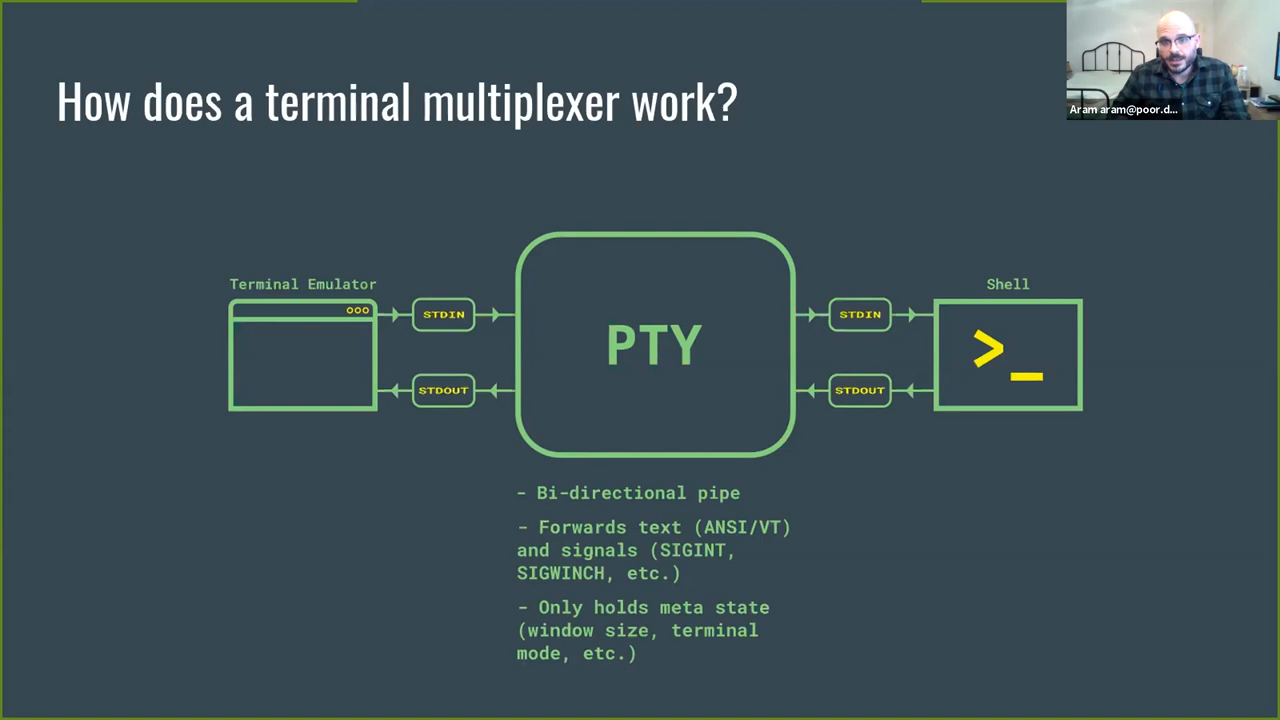 How does a terminal multiplexer work?
Aram aram@poor.d...
Terminal Emulator
Shell
STDIN
STDIN
PTY
>_
STDOUT
STDOUT
- Bi-directional pipe
- Forwards text (ANSI/VT)
and signals (SIGINT,
SIGWINCH, etc.)
- Only holds meta state
(window size, terminal
mode, etc.)